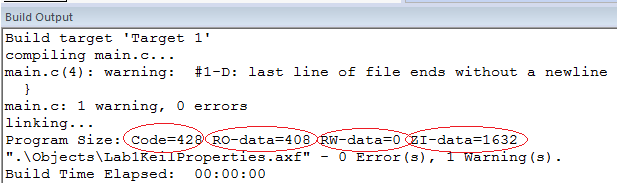 Build Output
Build target 'Target 1'
compiling main.c...
main.c(4): warning:  #1-D: last line of file ends without a newline
  }
main.c: 1 warning, 0 errors
linking...
Program Size: Code=428 RO-data=408 RW-data=0 ZI-data=1632
".\Objects\Lab1KeilProperties.axf" - 0 Error(s), 1 Warning(s).
Build Time Elapsed:  00:00:00